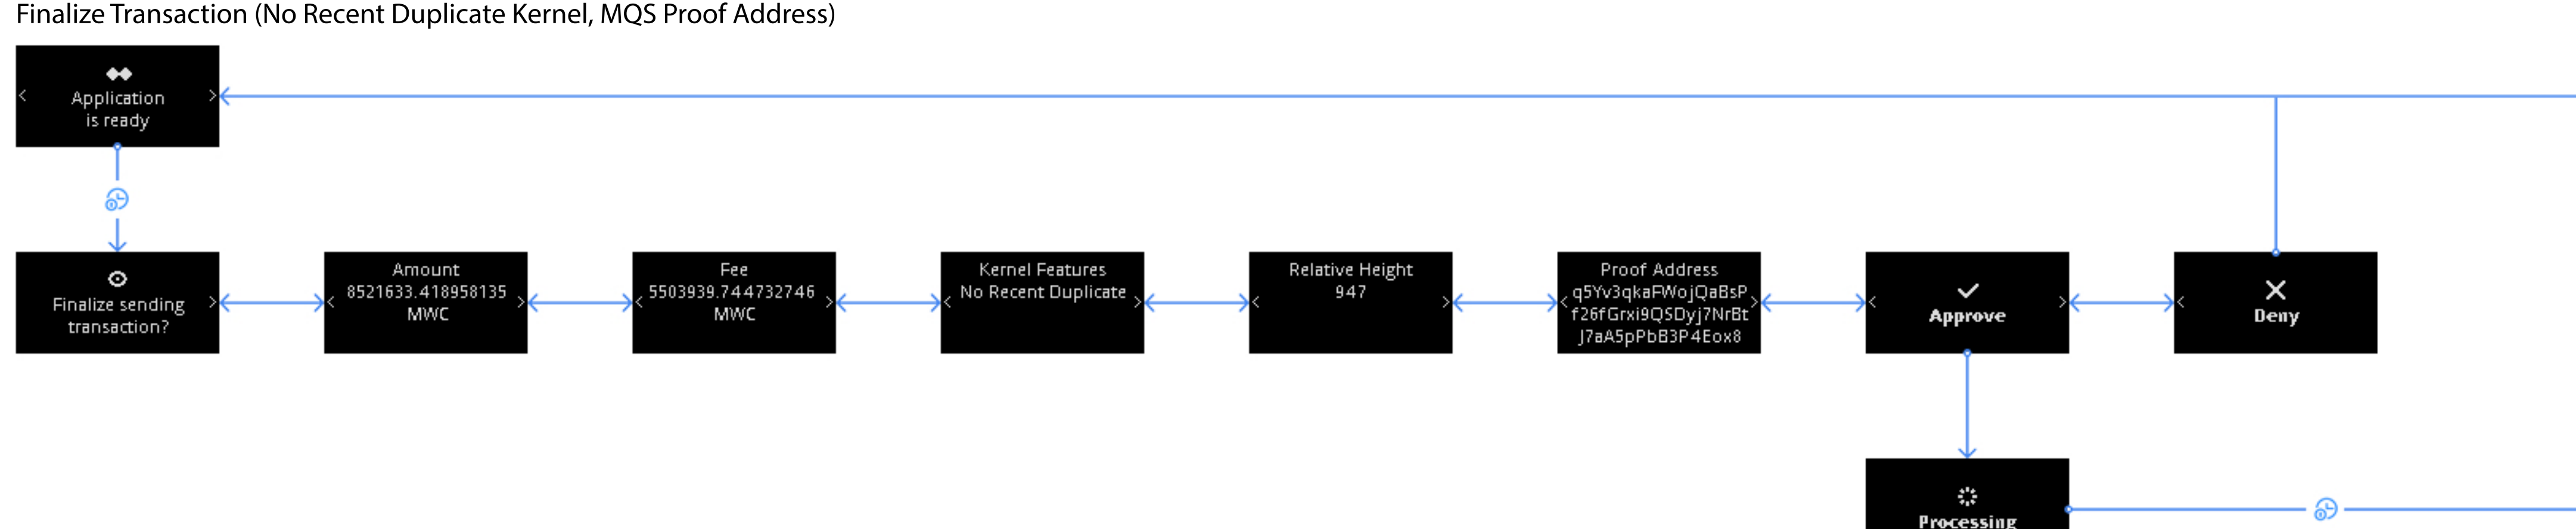 Finalize Transaction (No Recent Duplicate Kernel, MQS Proof Address)
Application
is ready
Finalize sending
transaction?
Amount
8521633.418958135
MWC
Fee
5503939.744732746
MWC
Kernel Features
No Recent Duplicate
Relative Height
947
Proof Address
q5Yv3qkaFWojQaBsP
f26fGrxi9QSDyj7NrBt
J7aA5pPbB3P4Eox8
Approve
Deny
Processing